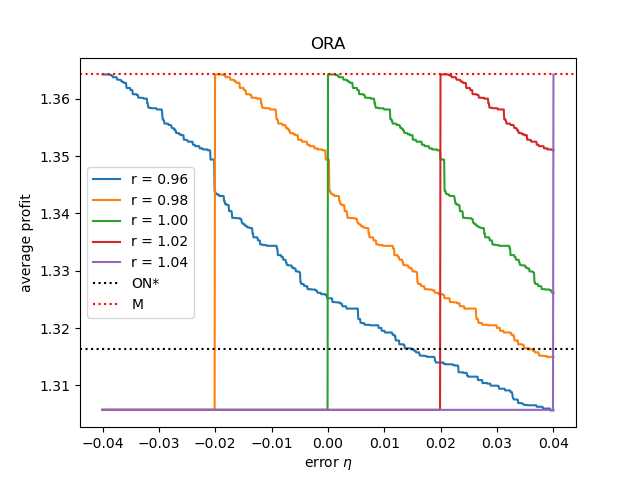 ORA
1.36
1.35
1.34
1.33
1.32
1.31
average profit
r = 0.96
r = 0.98
r = 1.00
r = 1.02
r = 1.04
ON*
M
−0.04 −0.03 −0.02 −0.01 0.00 0.01 0.02 0.03 0.04
error η